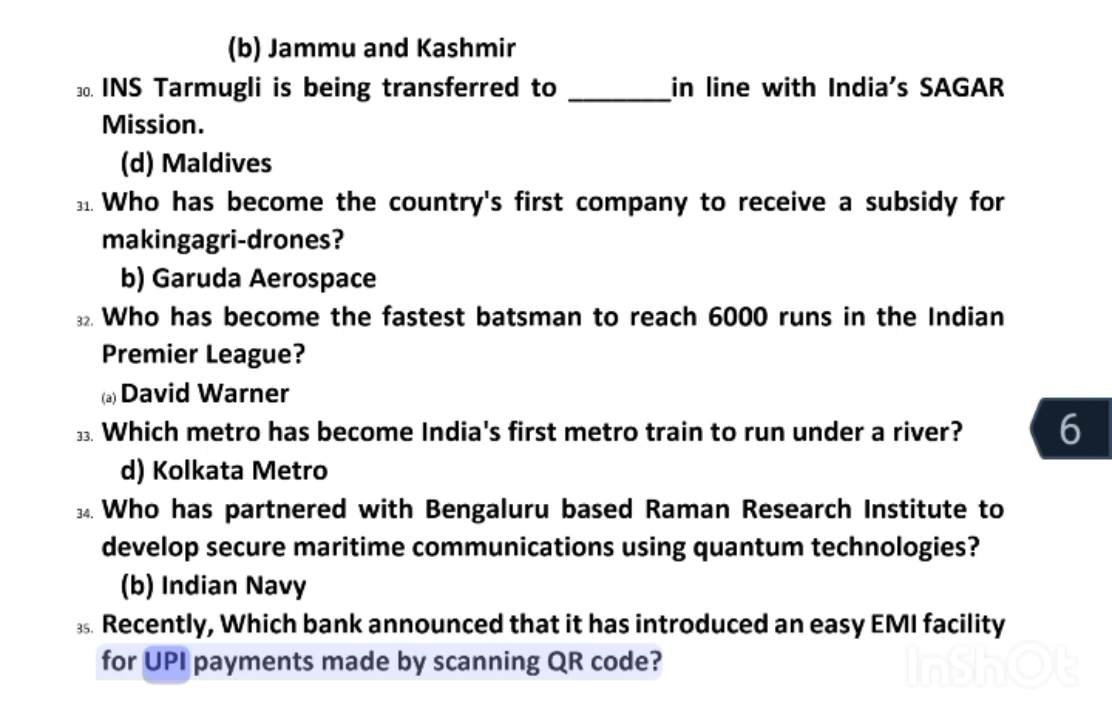 (b) Jammu and Kashmir
30. INS Tarmugli is being transferred to _______in line with India’s SAGAR
Mission.
(d) Maldives
31. Who has become the country's first company to receive a subsidy for
makingagri-drones?
b) Garuda Aerospace
32. Who has become the fastest batsman to reach 6000 runs in the Indian
Premier League?
(a) David Warner
33. Which metro has become India's first metro train to run under a river?
6
d) Kolkata Metro
34. Who has partnered with Bengaluru based Raman Research Institute to
develop secure maritime communications using quantum technologies?
(b) Indian Navy
35. Recently, Which bank announced that it has introduced an easy EMI facility
for UPI payments made by scanning QR code?
InShOt